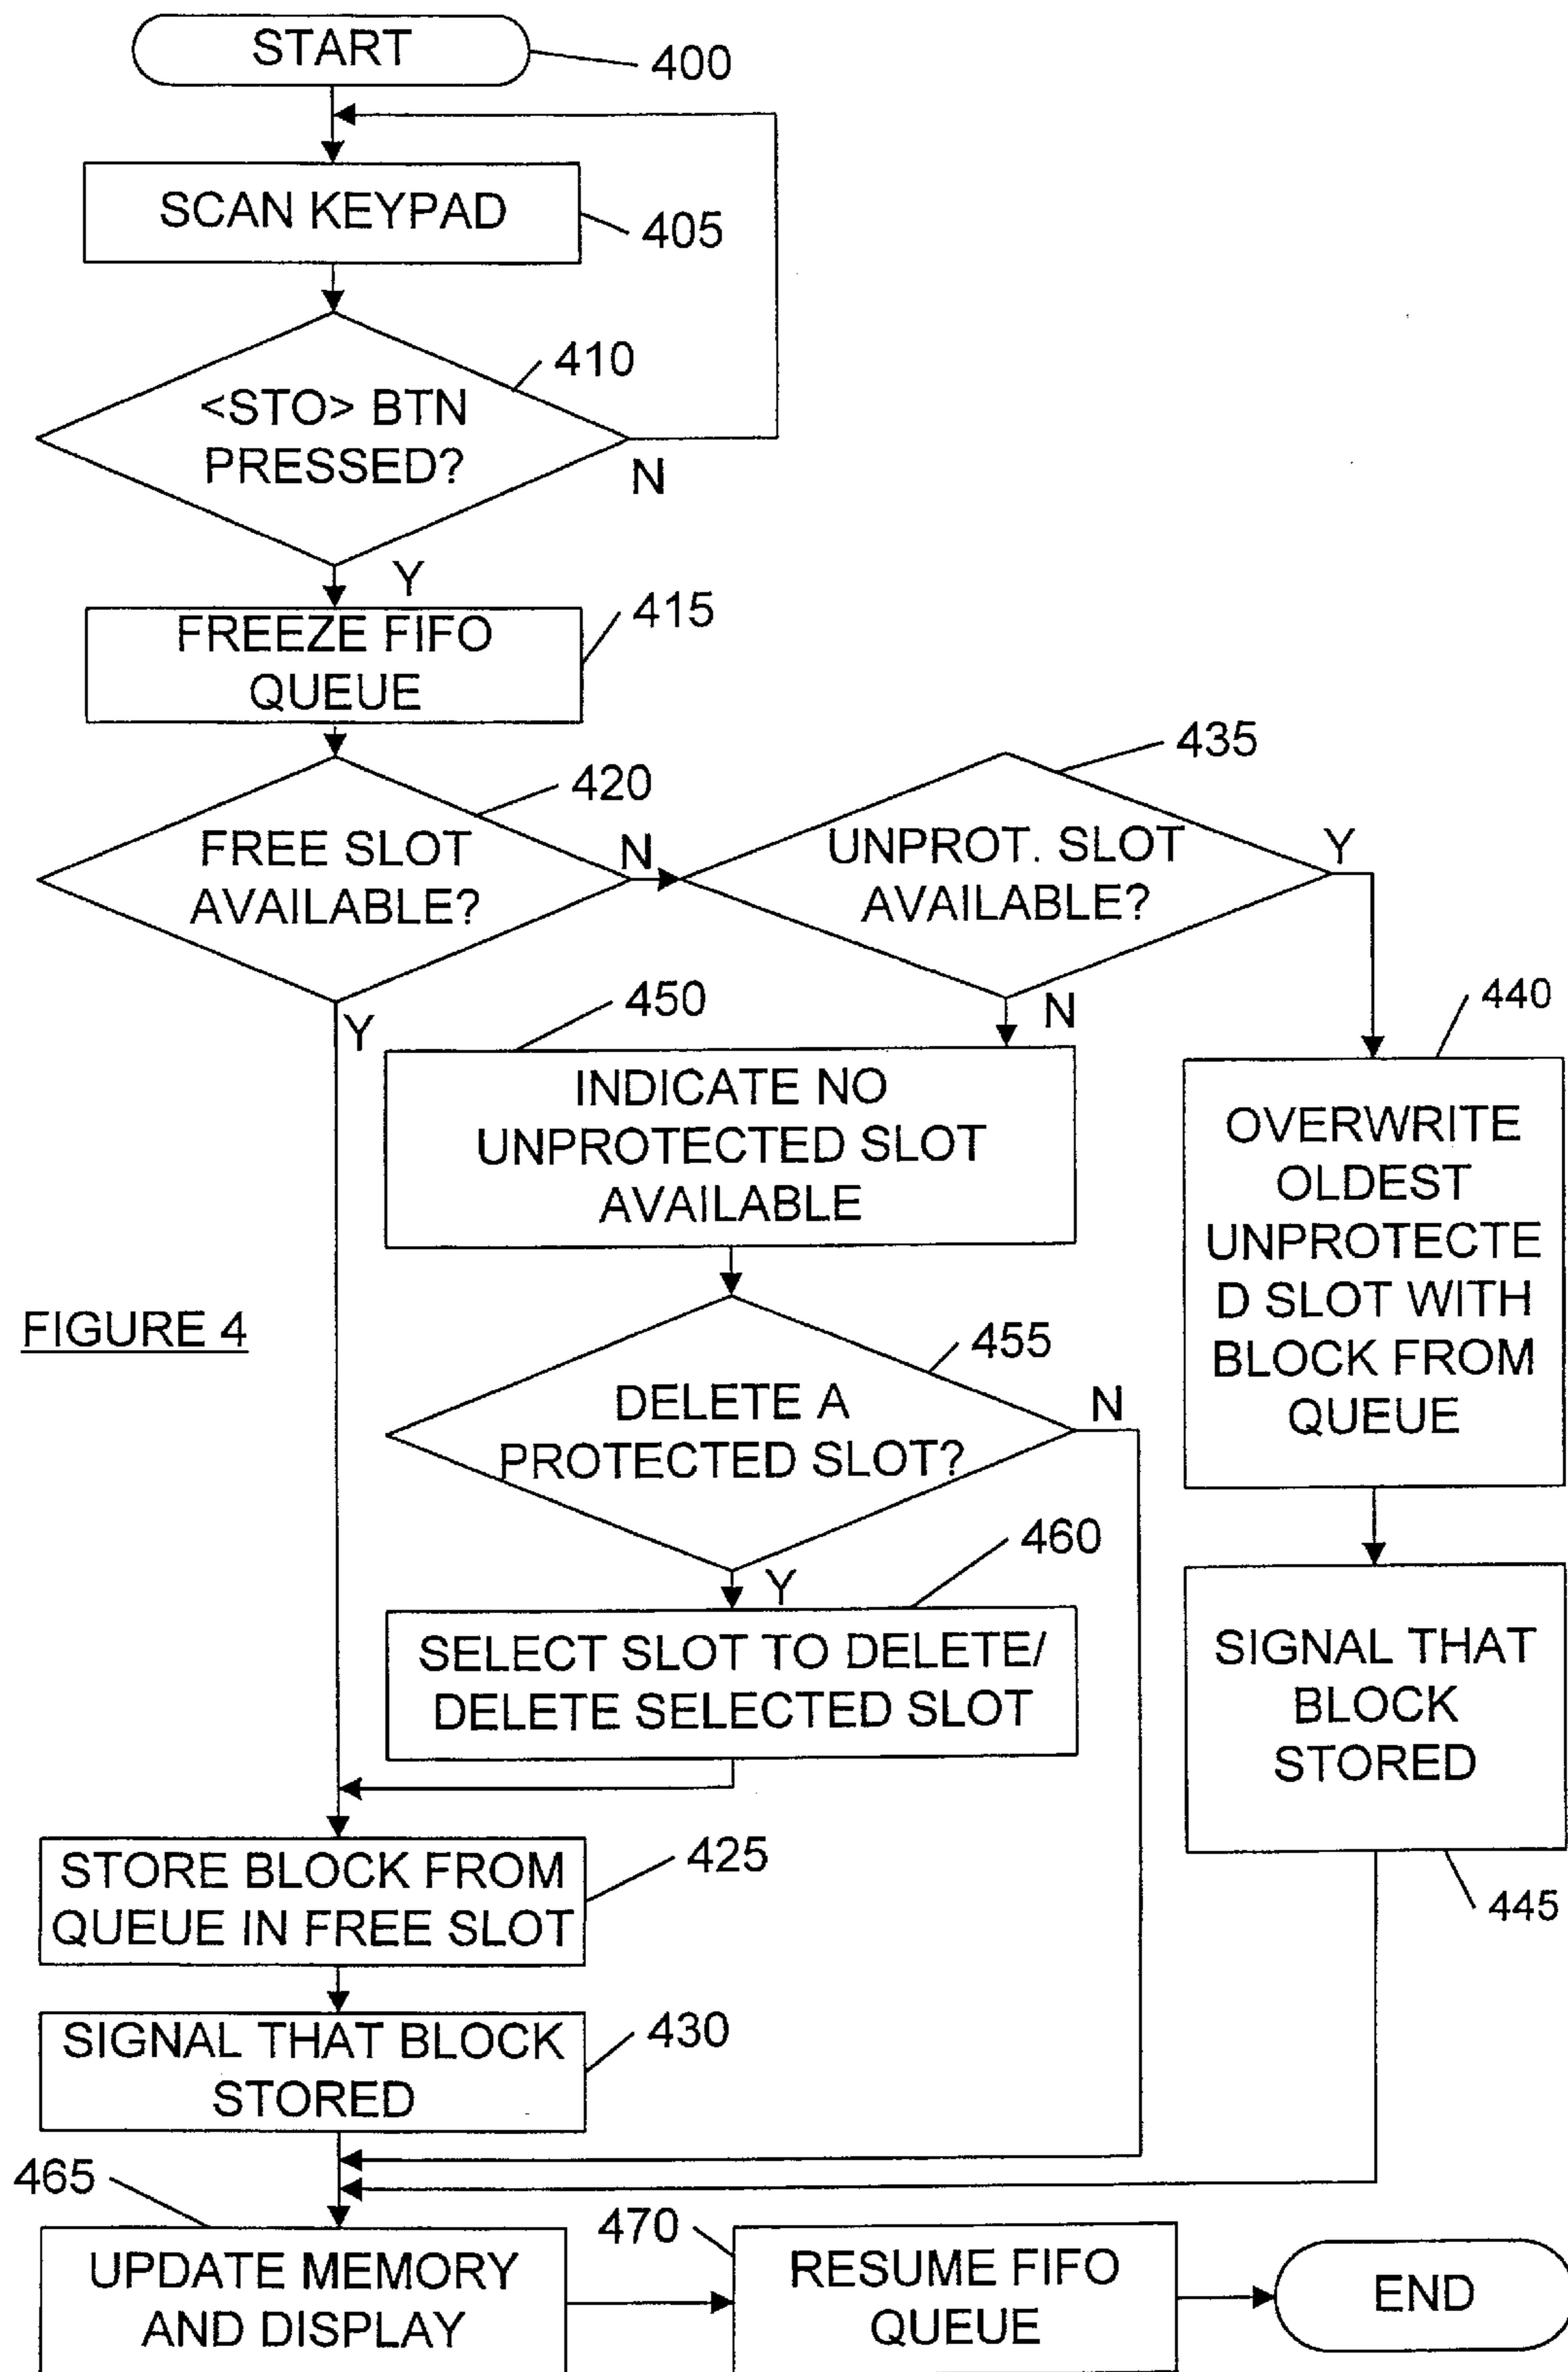 START
400
SCAN KEYPAD
405
410
<STO> BTN
PRESSED?
N
Y
FREEZE FIFO
QUEUE
415
420
FREE SLOT
AVAILABLE?
N
Y
435
UNPROT. SLOT
AVAILABLE?
Y
N
450
INDICATE NO
UNPROTECTED SLOT
AVAILABLE
440
OVERWRITE
OLDEST
UNPROTECTE
D SLOT WITH
BLOCK FROM
QUEUE
FIGURE 4
455
DELETE A
PROTECTED SLOT?
N
Y
460
SELECT SLOT TO DELETE/
DELETE SELECTED SLOT
SIGNAL THAT
BLOCK
STORED
445
STORE BLOCK FROM
QUEUE IN FREE SLOT
425
SIGNAL THAT BLOCK
STORED
430
465
UPDATE MEMORY
AND DISPLAY
470
RESUME FIFO
QUEUE
END